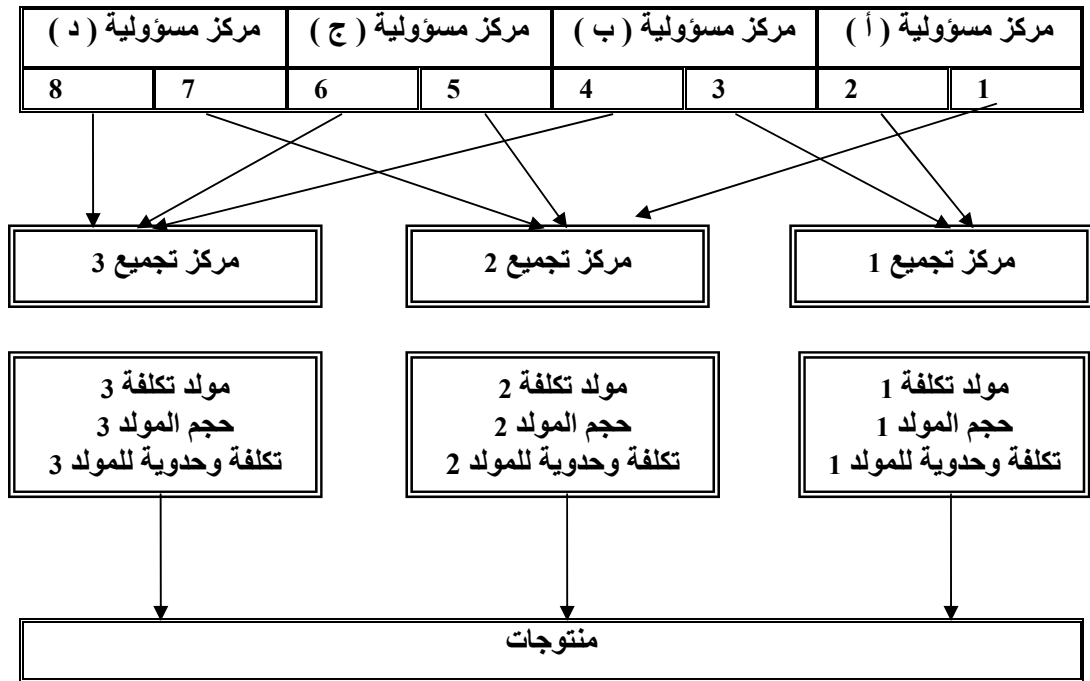 مركز مسؤولية ( أ ) مركز مسؤولية ( ب ) مركز مسؤولية ( ج ) مركز مسؤولية ( د )
1 2 3 4 5 6 7 8
مركز تجميع 1 مركز تجميع 2 مركز تجميع 3
مولد تكلفة 1
حجم المولد 1
تكلفة وحدوية للمولد 1
مولد تكلفة 2
حجم المولد 2
تكلفة وحدوية للمولد 2
مولد تكلفة 3
حجم المولد 3
تكلفة وحدوية للمولد 3
منتوجات